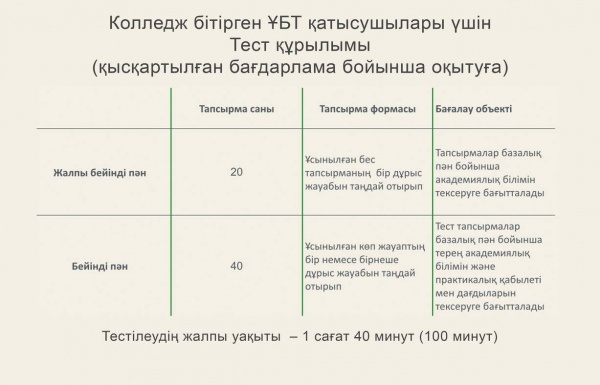 Колледж бітірген ҰБТ қатысушылары үшін
Тест құрылымы
(қысқартылған бағдарлама бойынша оқытуға)
Тапсырма саны
Тапсырма формасы
Бағалау объекті
Жалпы бейінді пән
20
Ұсынылған бес
тапсырманың бір дұрыс
жауабын таңдай отырып
Тапсырмалар базалық
пән бойынша
академиялық білімін
тексеруге бағытталады
Бейінді пән
40
Ұсынылған көп жауаптың
бір немесе бірнеше
дұрыс жауабын таңдай
отырып
Тест тапсырмалар
базалық пән бойынша
терең академиялық
білімін және
практикалық қабілеті
мен дағдыларын
тексеруге бағытталады
Тестілеудің жалпы уақыты – 1 сағат 40 минут (100 минут)